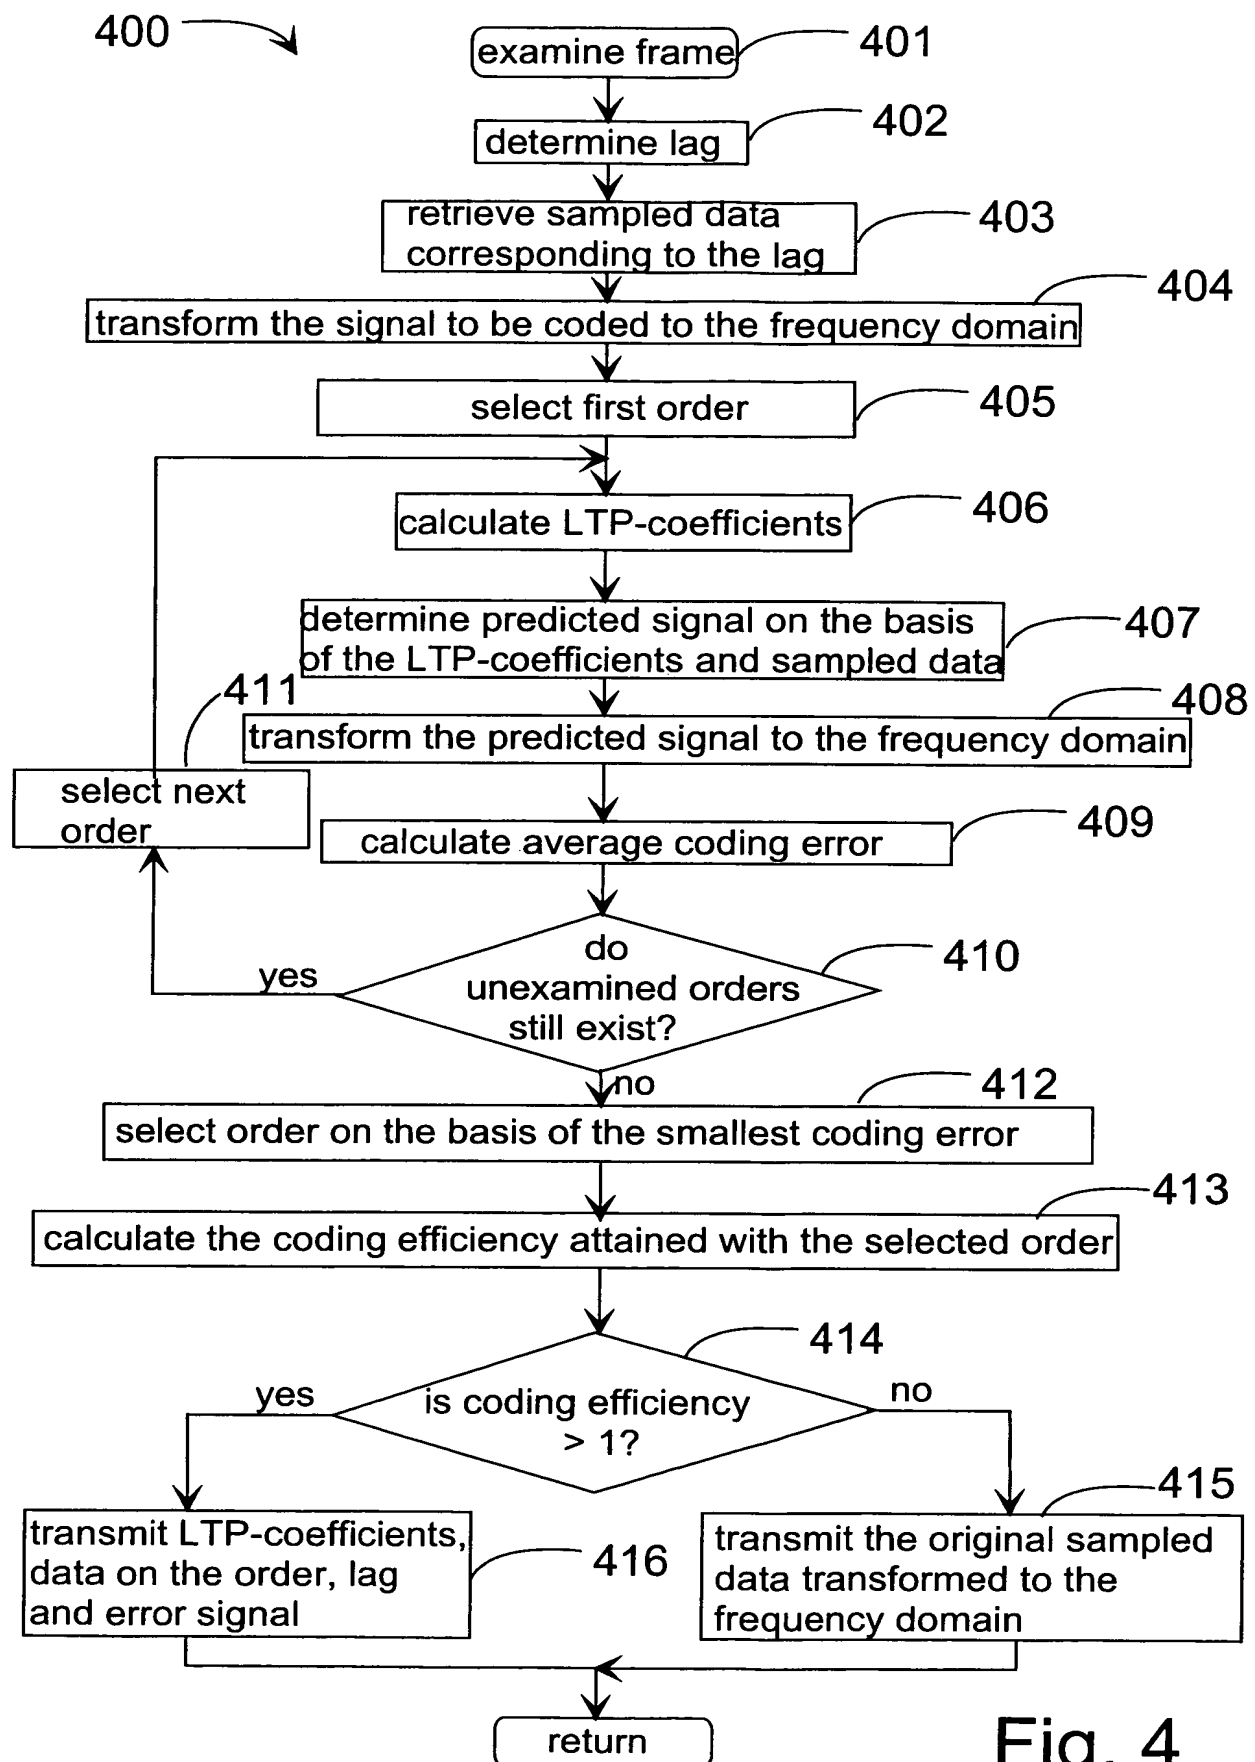 400
examine frame
401
determine lag
402
retrieve sampled data
corresponding to the lag
403
transform the signal to be coded to the frequency domain
404
select first order
405
calculate LTP-coefficients
406
determine predicted signal on the basis
of the LTP-coefficients and sampled data
407
transform the predicted signal to the frequency domain
408
411
select next
order
calculate average coding error
409
do
unexamined orders
still exist?
410
yes
no
select order on the basis of the smallest coding error
412
calculate the coding efficiency attained with the selected order
413
is coding efficiency
> 1?
414
yes
no
transmit LTP-coefficients,
data on the order, lag
and error signal
416
transmit the original sampled
data transformed to the
frequency domain
415
return
Fig. 4